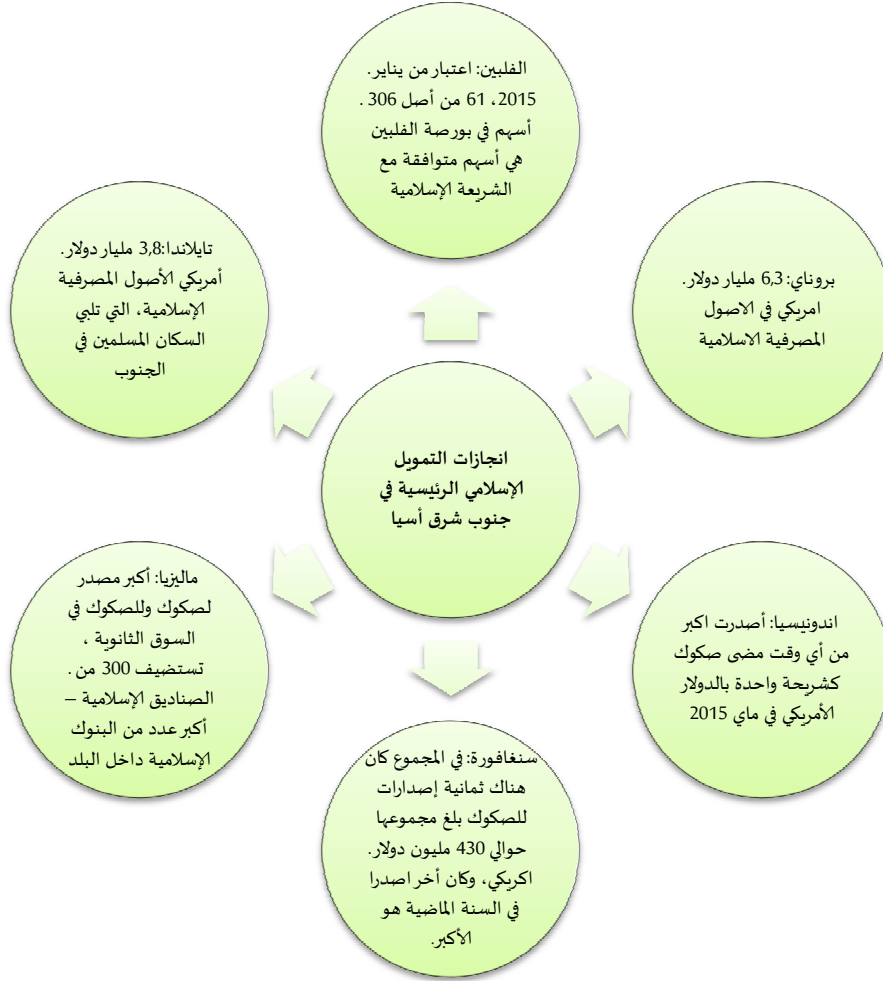 الفلبين: اعتبار من يناير.
2015، 61 من أصل 306 .
أسهم في بورصة الفلبين
هي أسهم متوافقة مع
الشريعة الإسلامية
بروناي: 6,3 مليار دولار.
امريكي في الاصول
المصرفية الاسلامية
تايلاندا:3,8 مليار دولار.
أمريكي الأصول المصرفية
الإسلامية، التي تلبي
السكان المسلمين في
الجنوب
انجازات التمويل
الإسلامي الرئيسية في
جنوب شرق أسيا
اندونيسيا: أصدرت اكبر
من أي وقت مضى صكوك
كشريحة واحدة بالدولار
الأمريكي في ماي 2015
ماليزيا: أكبر مصدر
لصكوك وللصكوك في
السوق الثانوية ،
تستضيف 300 من .
الصناديق الإسلامية –
أكبر عدد من البنوك
الإسلامية داخل البلد
سنغافورة: في المجموع كان
هناك ثمانية إصدارات
للصكوك بلغ مجموعها
حوالي 430 مليون دولار.
اكريكي، وكان أخر اصدرا
في السنة الماضية هو
الأكبر.